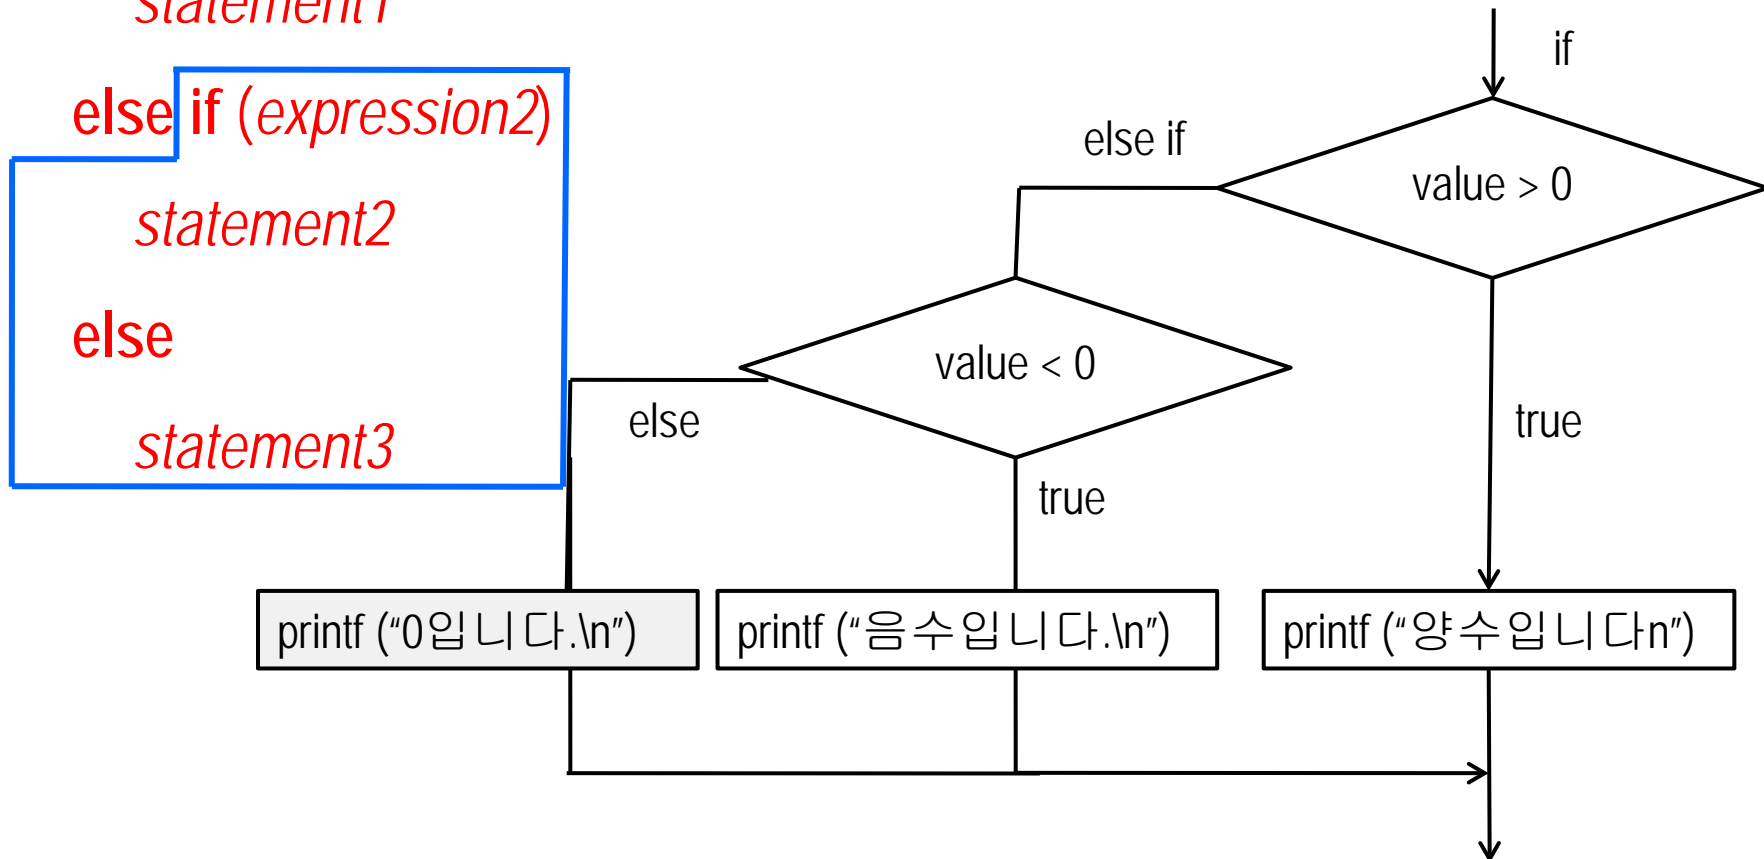 statement1
else if (expression2)
statement2
else
statement3
if
else if
value > 0
value < 0
else
true
true
printf (“0입니다.\n”)
printf (“음수입니다.\n”)
printf (“양수입니다n”)